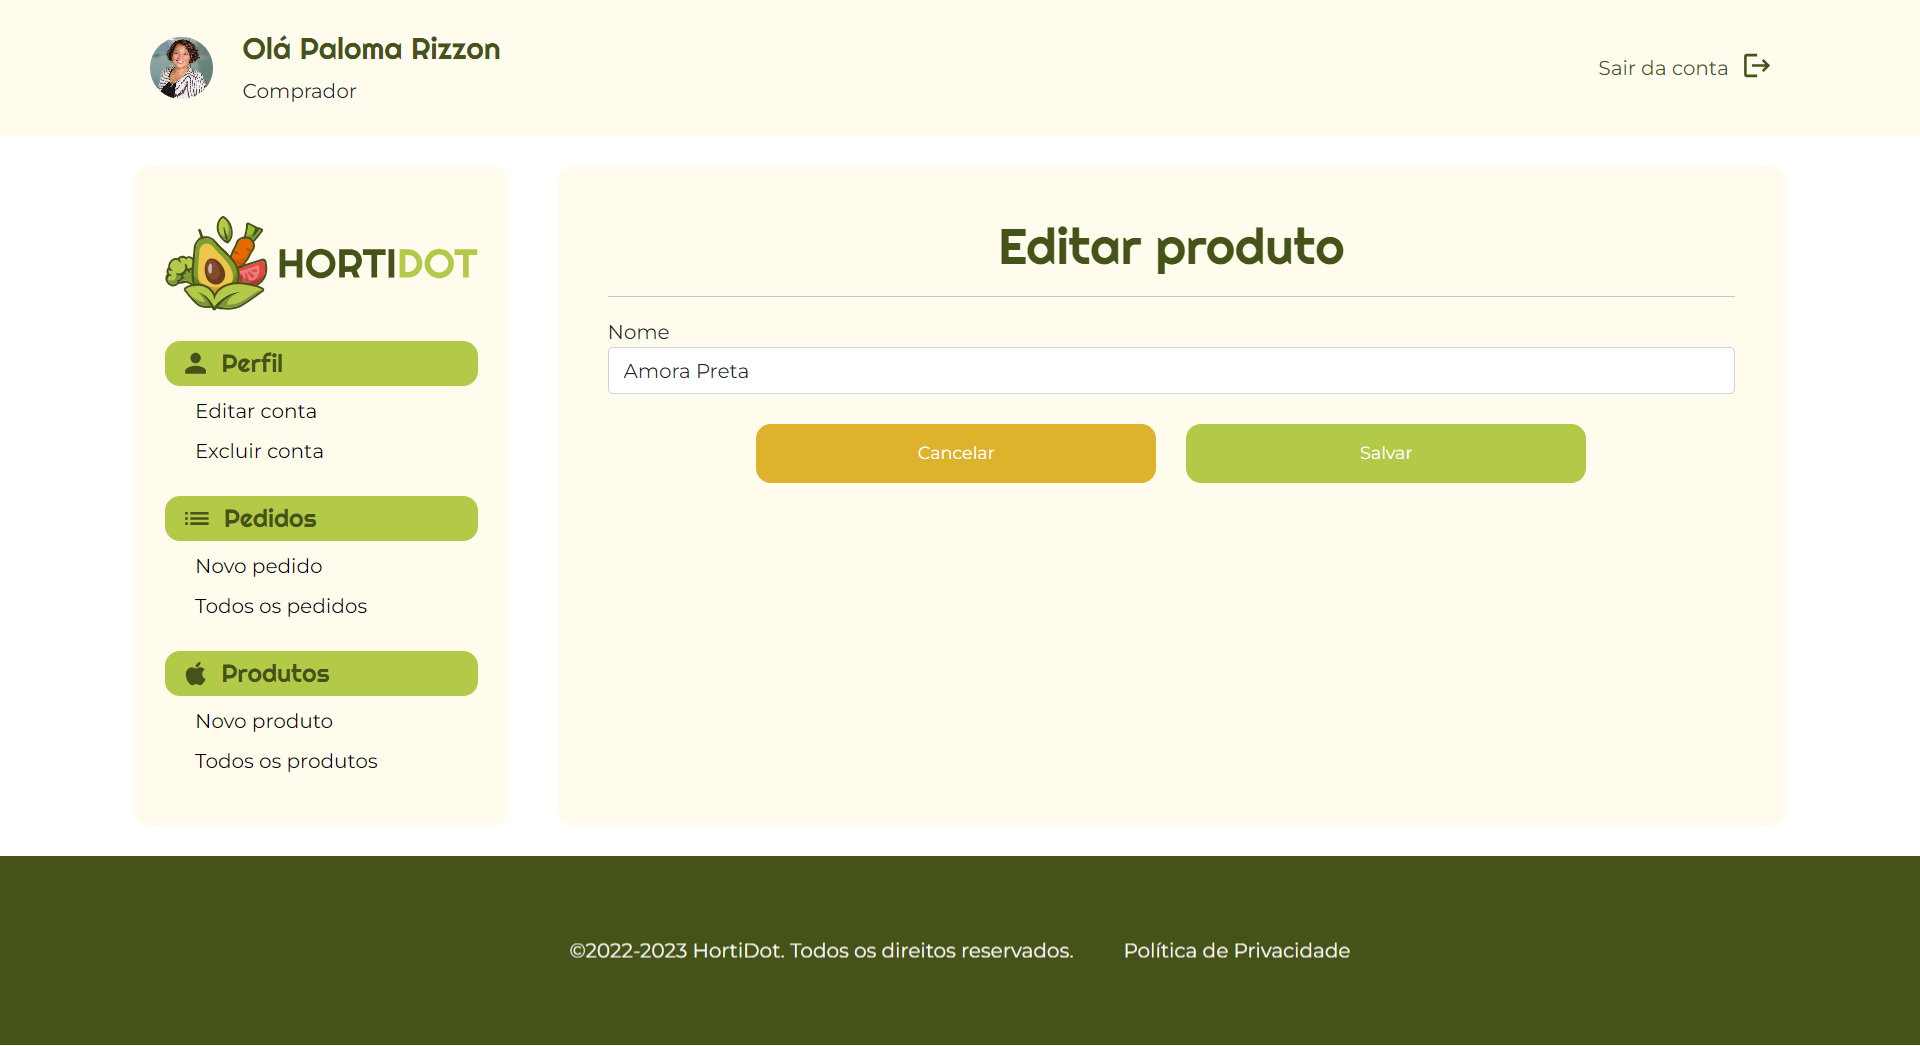 Olá Paloma Rizzon
Comprador
Sair da conta
HORTIDOT
Perfil
Editar conta
Excluir conta
Pedidos
Novo pedido
Todos os pedidos
Produtos
Novo produto
Todos os produtos
Editar produto
Nome
Amora Preta
Cancelar Salvar
©2022-2023 HortiDot. Todos os direitos reservados. Política de Privacidade